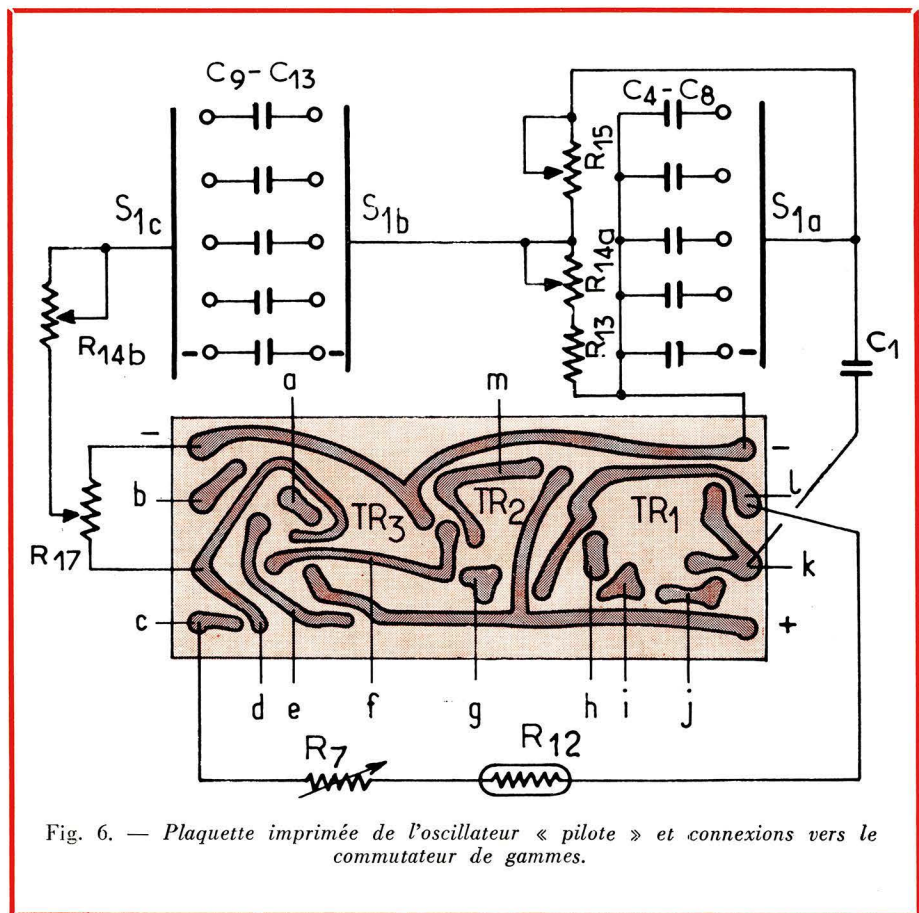 C9-C13
C4-C8
R15
S1c
S1b
R14a
S1a
R14b
R13
C1
-
-
-
a
m
-
-
b
TR3
TR2
TR1
l
R17
k
c
+
d e f g h i j
R7
R12
Fig. 6. — Plaquette imprimée de l'oscillateur « pilote » et connexions vers le
commutateur de gammes.